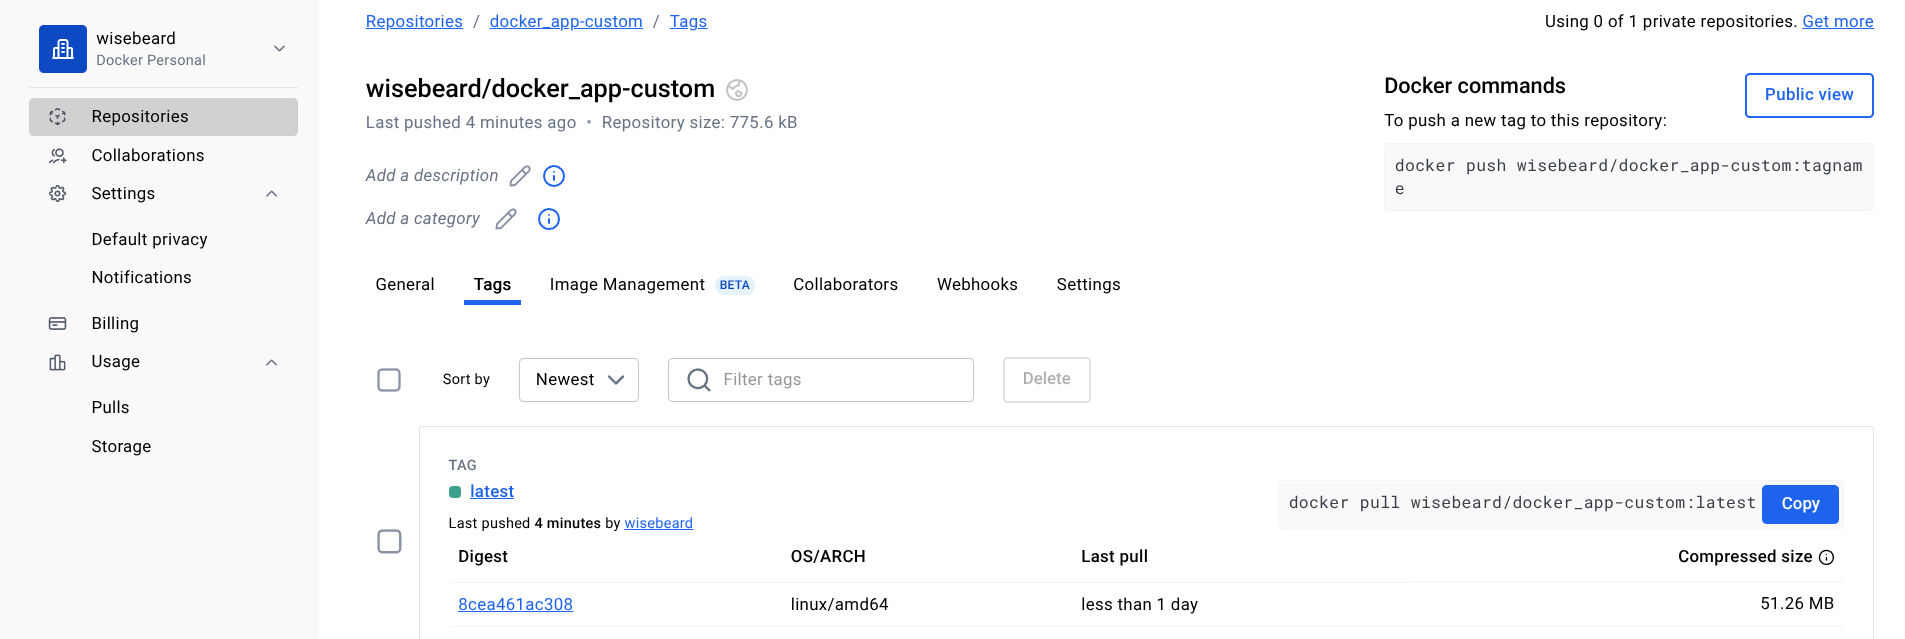 wisebeard
Docker Personal
Repositories
Collaborations
Settings
Default privacy
Notifications
Billing
Usage
Pulls
Storage
Repositories / docker_app-custom / Tags
Using 0 of 1 private repositories. Get more
wisebeard/docker_app-custom
Last pushed 4 minutes ago • Repository size: 775.6 kB
Add a description
Add a category
Docker commands
Public view
To push a new tag to this repository:
docker push wisebeard/docker_app-custom:tagnam
e
General Tags Image Management BETA Collaborators Webhooks Settings
Sort by Newest Filter tags Delete
TAG
latest
Last pushed 4 minutes by wisebeard
docker pull wisebeard/docker_app-custom:latest Copy
Digest OS/ARCH Last pull Compressed size
8cea461ac308 linux/amd64 less than 1 day 51.26 MB